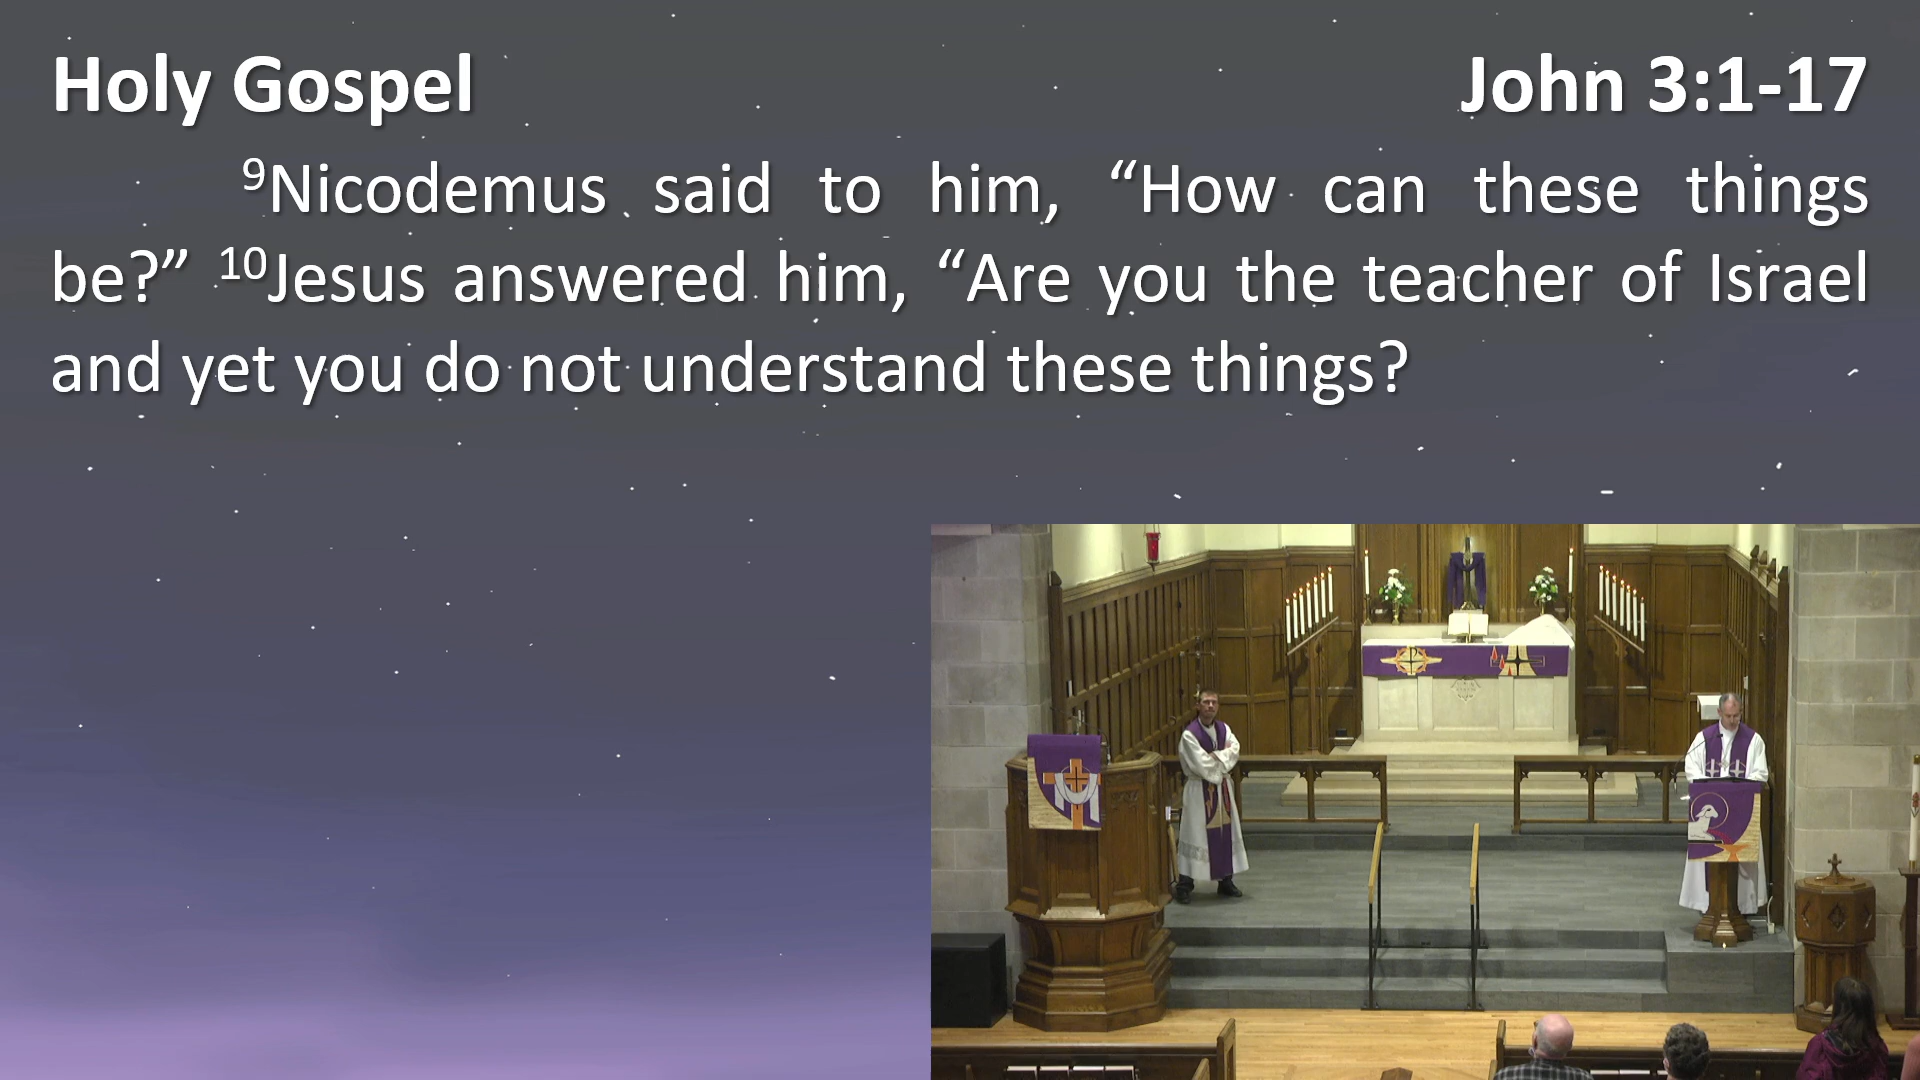 Holy Gospel John 3:1-17
⁹Nicodemus said to him, “How can these things
be?” ¹⁰Jesus answered him, “Are you the teacher of Israel
and yet you do not understand these things?